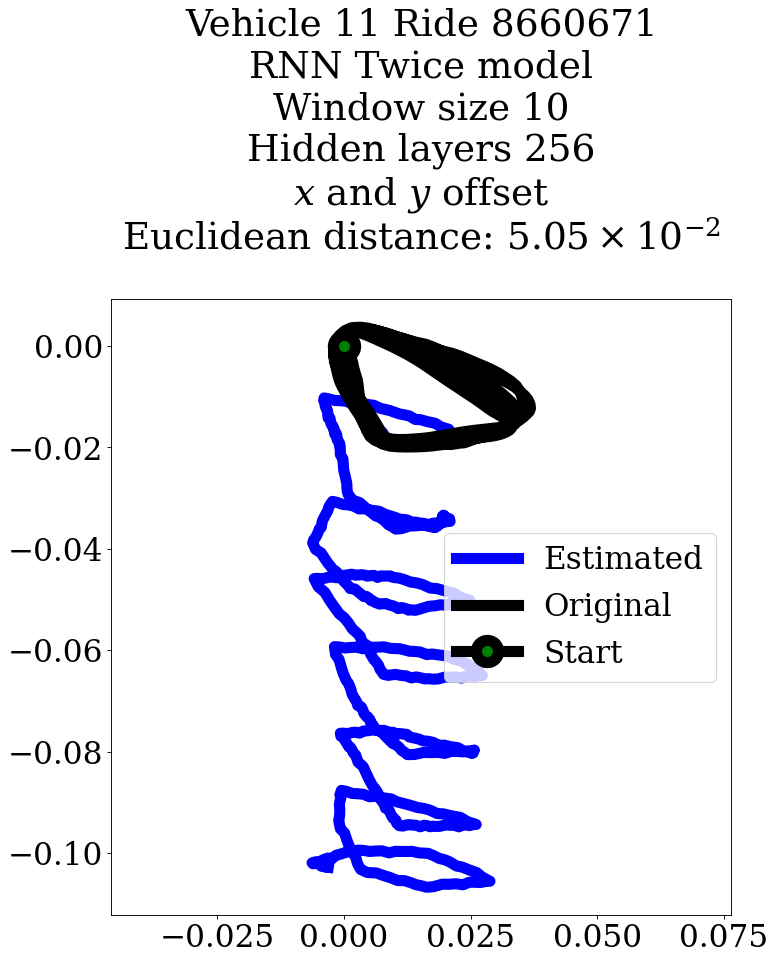 Vehicle 11 Ride 8660671
RNN Twice model
Window size 10
Hidden layers 256
x and y offset
Euclidean distance: 5.05 × 10⁻²
0.00
−0.02
−0.04
−0.06
−0.08
−0.10
Estimated
Original
Start
−0.025 0.000 0.025 0.050 0.075